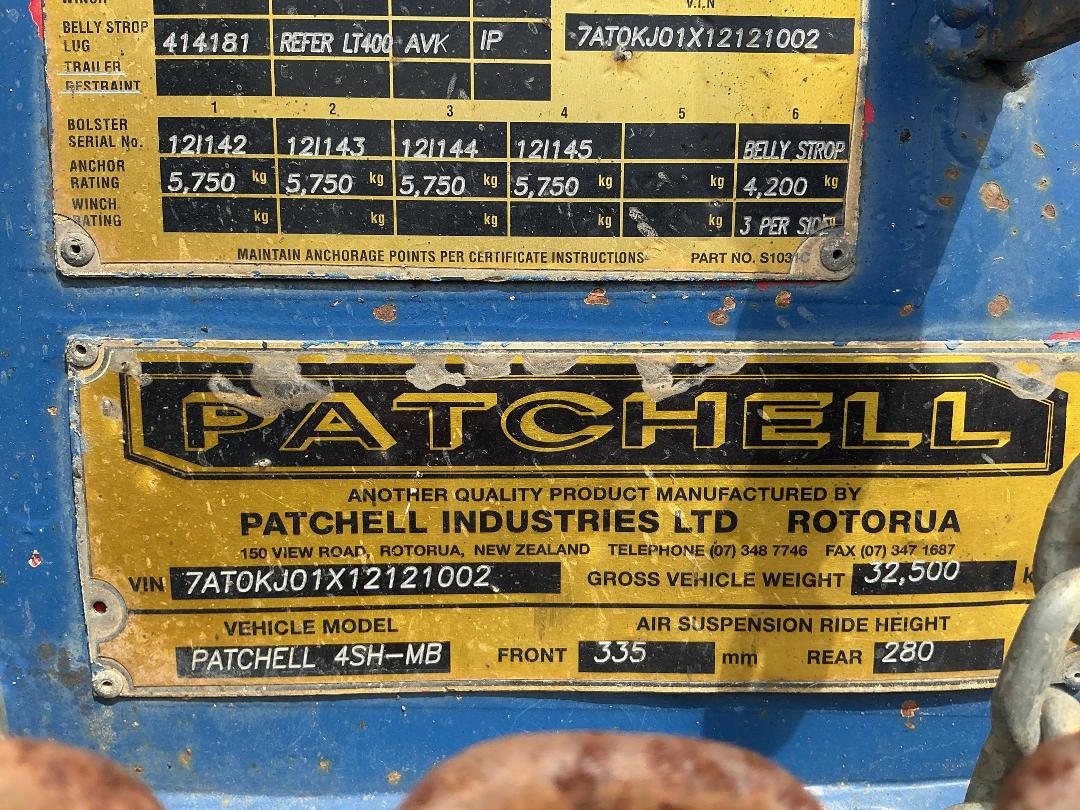 WINCH V.I.N
BELLY STROP LUG 414181 REFER LT400 AVK IP 7AT0KJ01X12121002
TRAILER RESTRAINT
1 2 3 4 5 6
BOLSTER SERIAL No. 121142 121143 121144 121145 BELLY STROP
ANCHOR RATING 5,750 kg 5,750 kg 5,750 kg 5,750 kg kg 4,200 kg
WINCH RATING kg kg kg kg kg 3 PER SIDE
MAINTAIN ANCHORAGE POINTS PER CERTIFICATE INSTRUCTIONS PART NO.
PATCHELL
ANOTHER QUALITY PRODUCT MANUFACTURED BY
PATCHELL INDUSTRIES LTD ROTORUA
150 VIEW ROAD, ROTORUA, NEW ZEALAND TELEPHONE (07) 348 7746 FAX (07) 347 1687
VIN 7AT0KJ01X12121002 GROSS VEHICLE WEIGHT 32,500
VEHICLE MODEL AIR SUSPENSION RIDE HEIGHT
PATCHELL 4SH-MB FRONT 335 mm REAR 280